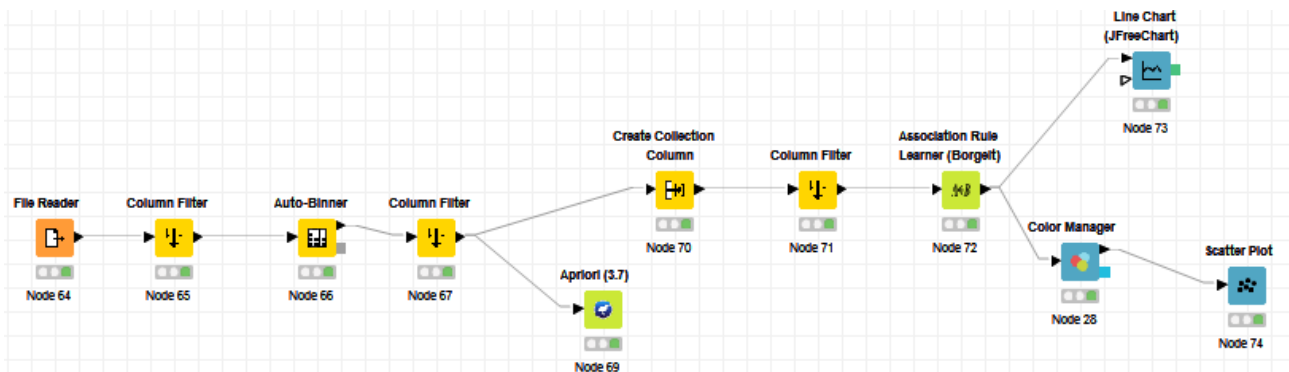 Line Chart
(JFreeChart)
Node 73
Create Collection
Column
Column Filter
Association Rule
Learner (Borgelt)
Node 70
Node 71
Node 72
File Reader
Column Filter
Auto-Binner
Column Filter
Node 64
Node 65
Node 66
Node 67
Apriori (3.7)
Node 69
Color Manager
Node 28
Scatter Plot
Node 74